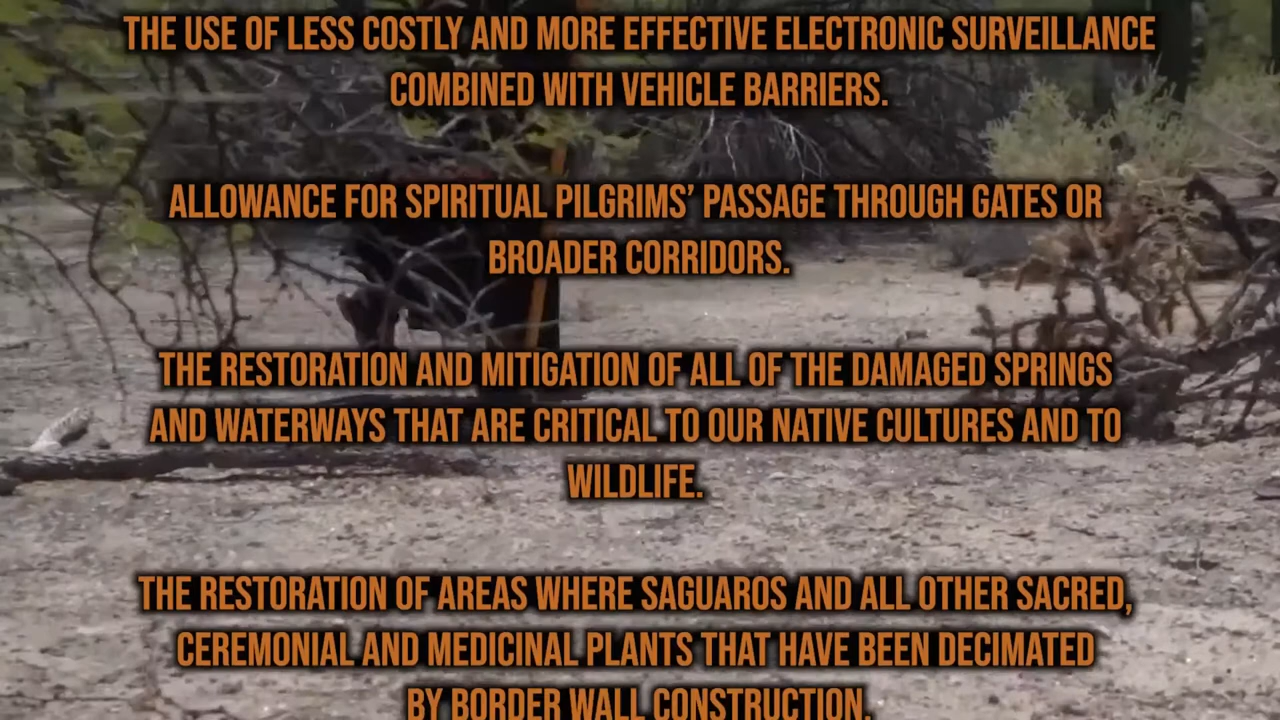 THE USE OF LESS COSTLY AND MORE EFFECTIVE ELECTRONIC SURVEILLANCE
COMBINED WITH VEHICLE BARRIERS.
ALLOWANCE FOR SPIRITUAL PILGRIMS’ PASSAGE THROUGH GATES OR
BROADER CORRIDORS.
THE RESTORATION AND MITIGATION OF ALL OF THE DAMAGED SPRINGS
AND WATERWAYS THAT ARE CRITICAL TO OUR NATIVE CULTURES AND TO
WILDLIFE.
THE RESTORATION OF AREAS WHERE SAGUAROS AND ALL OTHER SACRED,
CEREMONIAL AND MEDICINAL PLANTS THAT HAVE BEEN DECIMATED
BY BORDER WALL CONSTRUCTION.